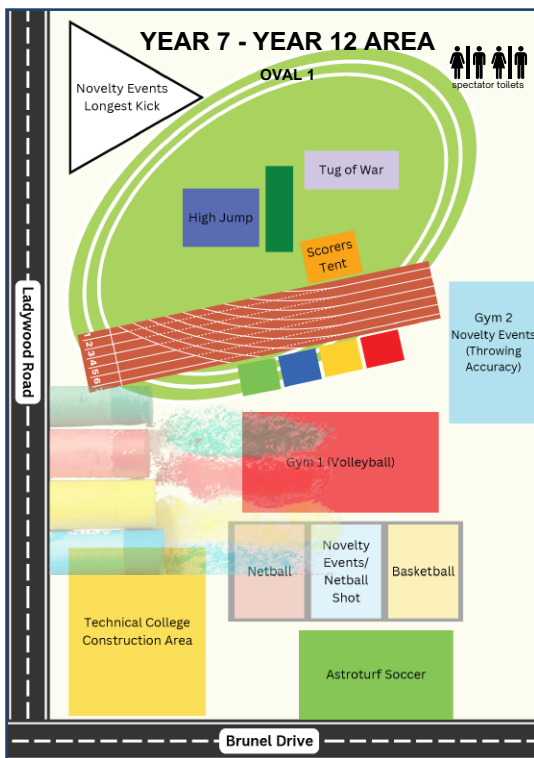 YEAR 7 - YEAR 12 AREA
OVAL 1
spectator toilets
Novelty Events
Longest Kick
Tug of War
High Jump
Scorers
Tent
Ladywood Road
1
2
3
4
5
6
Gym 2
Novelty Events
(Throwing
Accuracy)
Gym 1 (Volleyball)
Netball
Novelty
Events/
Netball
Shot
Basketball
Technical College
Construction Area
Astroturf Soccer
Brunel Drive